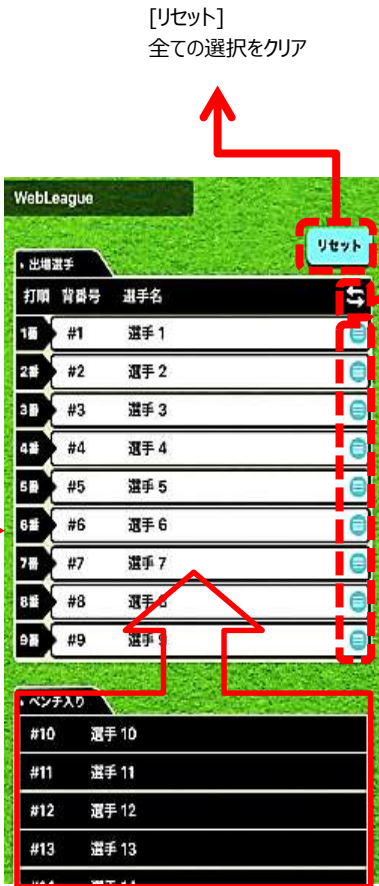 [リセット]
全ての選択をクリア
WebLeague
リセット
出場選手
打順 背番号 選手名
1番 #1 選手 1
2番 #2 選手 2
3番 #3 選手 3
4番 #4 選手 4
5番 #5 選手 5
6番 #6 選手 6
7番 #7 選手 7
8番 #8 選手
9番 #9 選手 9
ベンチ入り
#10 選手 10
#11 選手 11
#12 選手 12
#13 選手 13